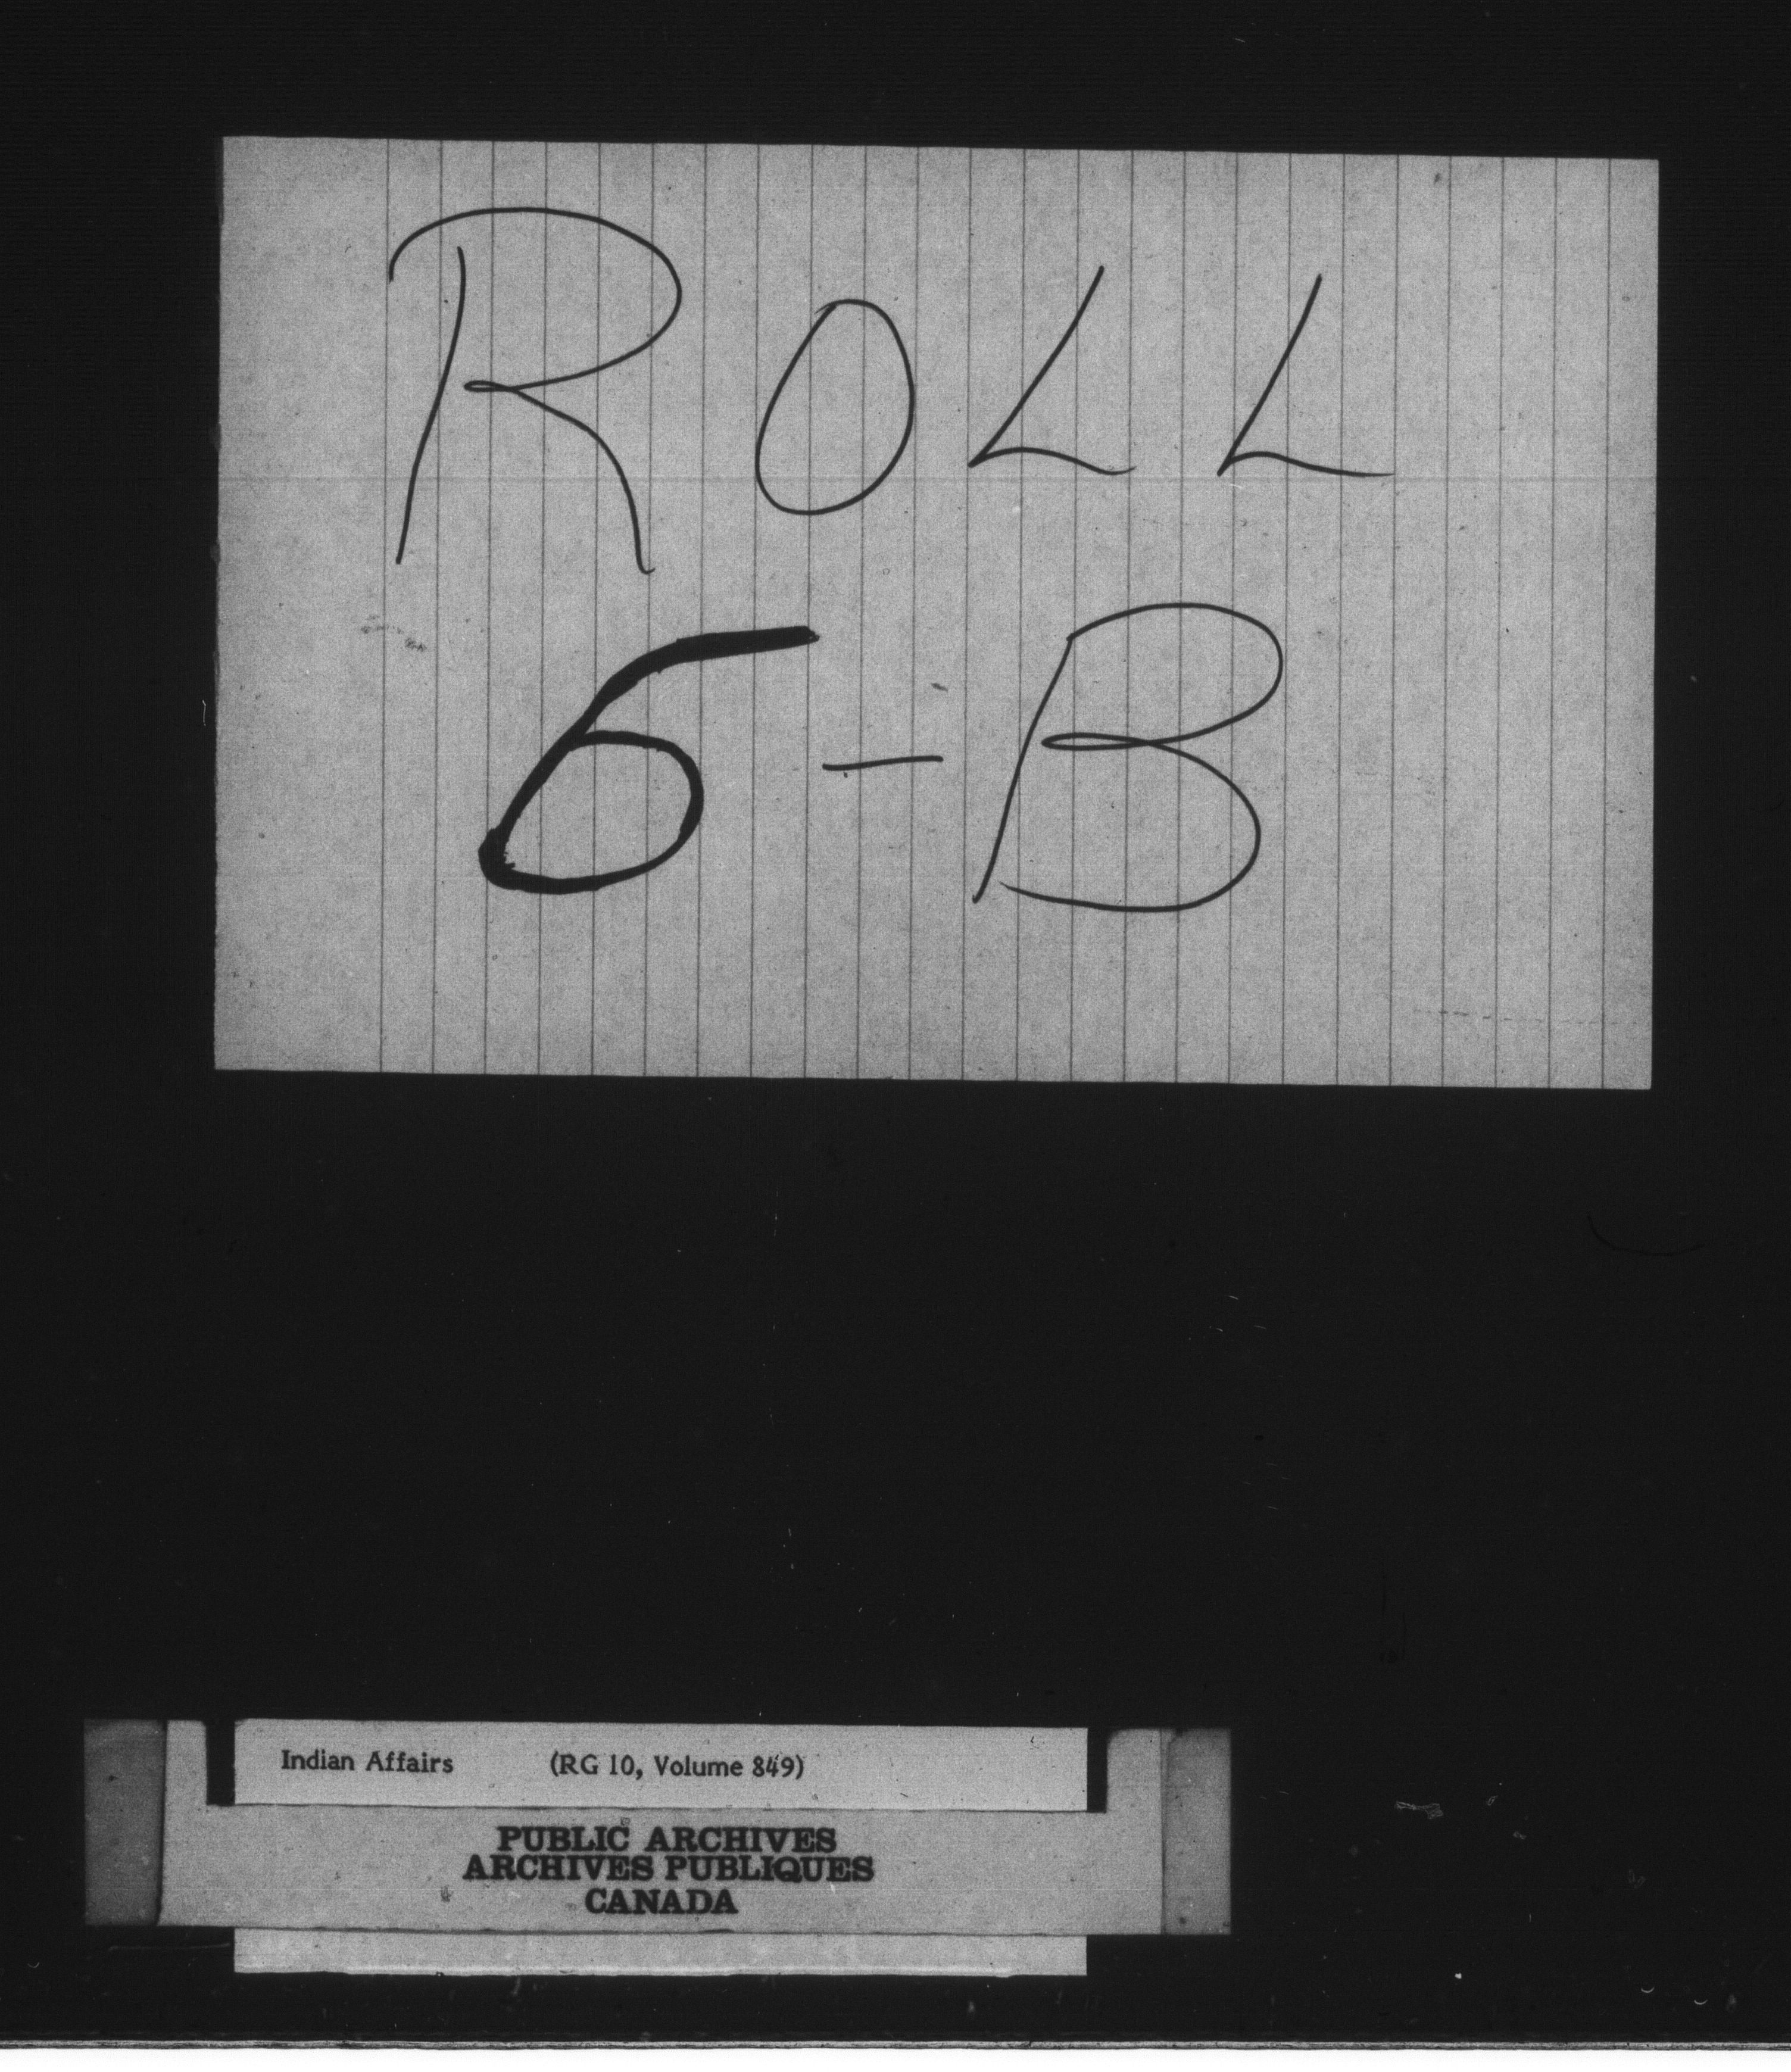 ROLL
6-B
Indian Affairs (RG 10, Volume 849)
PUBLIC ARCHIVES
ARCHIVES PUBLIQUES
CANADA